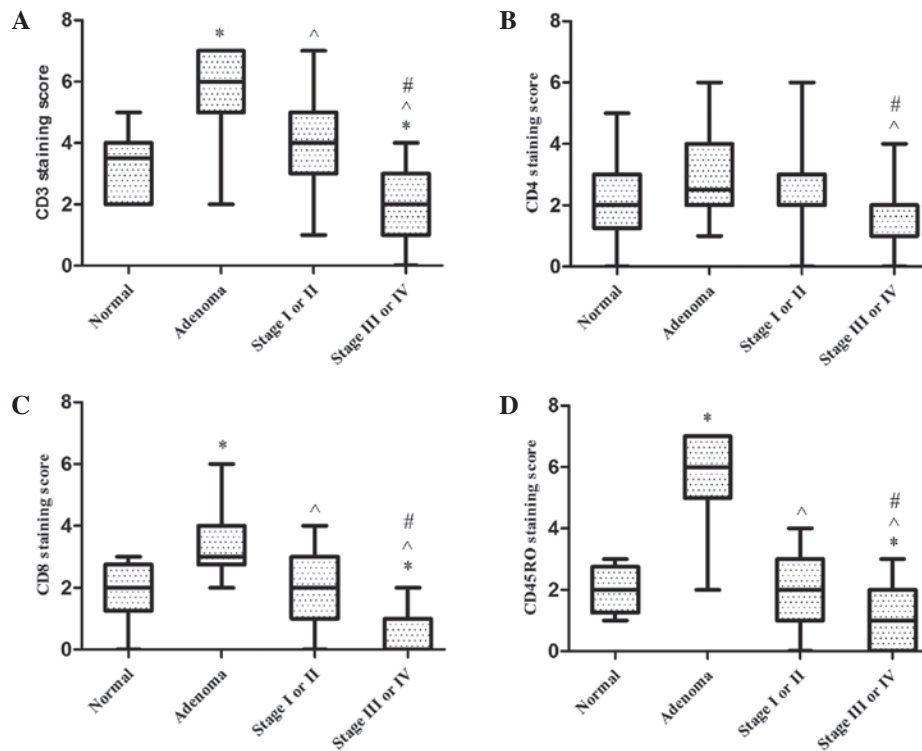 A
CD3 staining score
8
6
4
2
0
*
^
#
^
*
Normal
Adenoma
Stage I or II
Stage III or IV
B
CD4 staining score
8
6
4
2
0
#
^
Normal
Adenoma
Stage I or II
Stage III or IV
C
CD8 staining score
8
6
4
2
0
*
^
#
^
*
Normal
Adenoma
Stage I or II
Stage III or IV
D
CD45RO staining score
8
6
4
2
0
*
^
#
^
*
Normal
Adenoma
Stage I or II
Stage III or IV